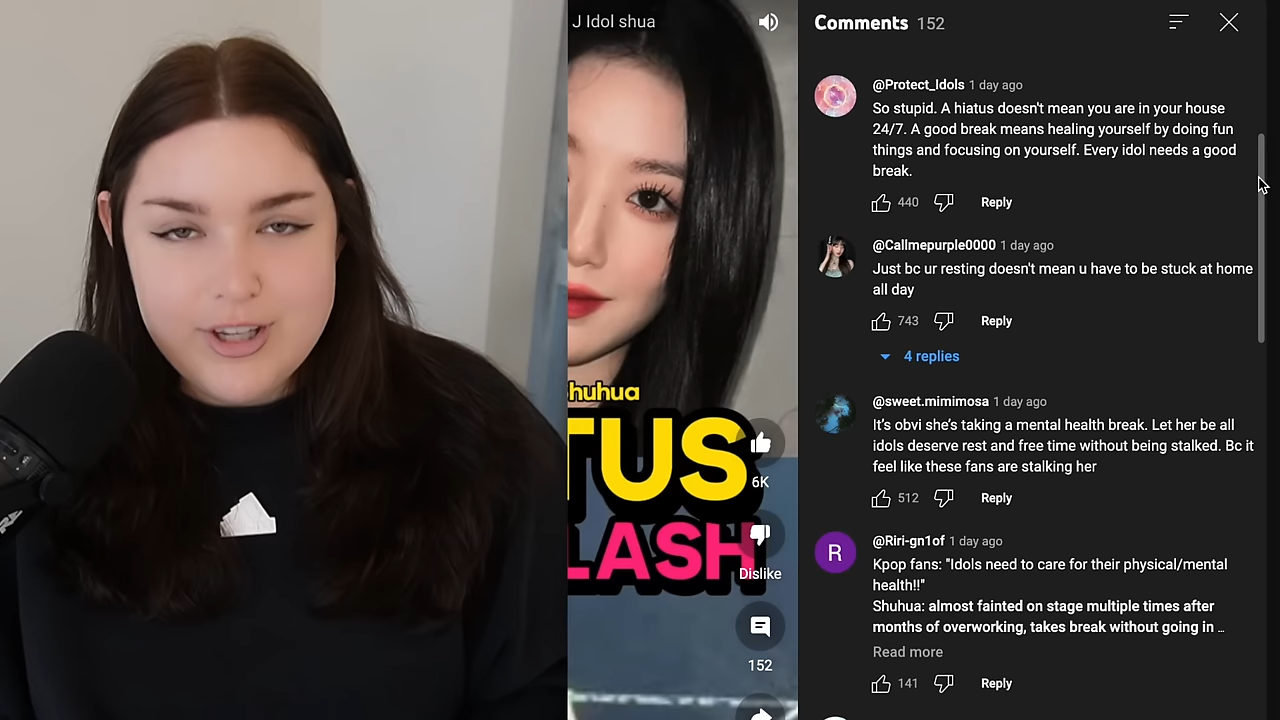 J Idol shua
huhua
TUS
LASH
6K
Dislike
152
Comments 152
@Protect_Idols 1 day ago
So stupid. A hiatus doesn't mean you are in your house
24/7. A good break means healing yourself by doing fun
things and focusing on yourself. Every idol needs a good
break.
440 Reply
@Callmepurple0000 1 day ago
Just bc ur resting doesn't mean u have to be stuck at home
all day
743 Reply
4 replies
@sweet.mimimosa 1 day ago
It’s obvi she’s taking a mental health break. Let her be all
idols deserve rest and free time without being stalked. Bc it
feel like these fans are stalking her
512 Reply
R
@Riri-gn1of 1 day ago
Kpop fans: "Idols need to care for their physical/mental
health!!"
Shuhua: almost fainted on stage multiple times after
months of overworking, takes break without going in …
Read more
141 Reply